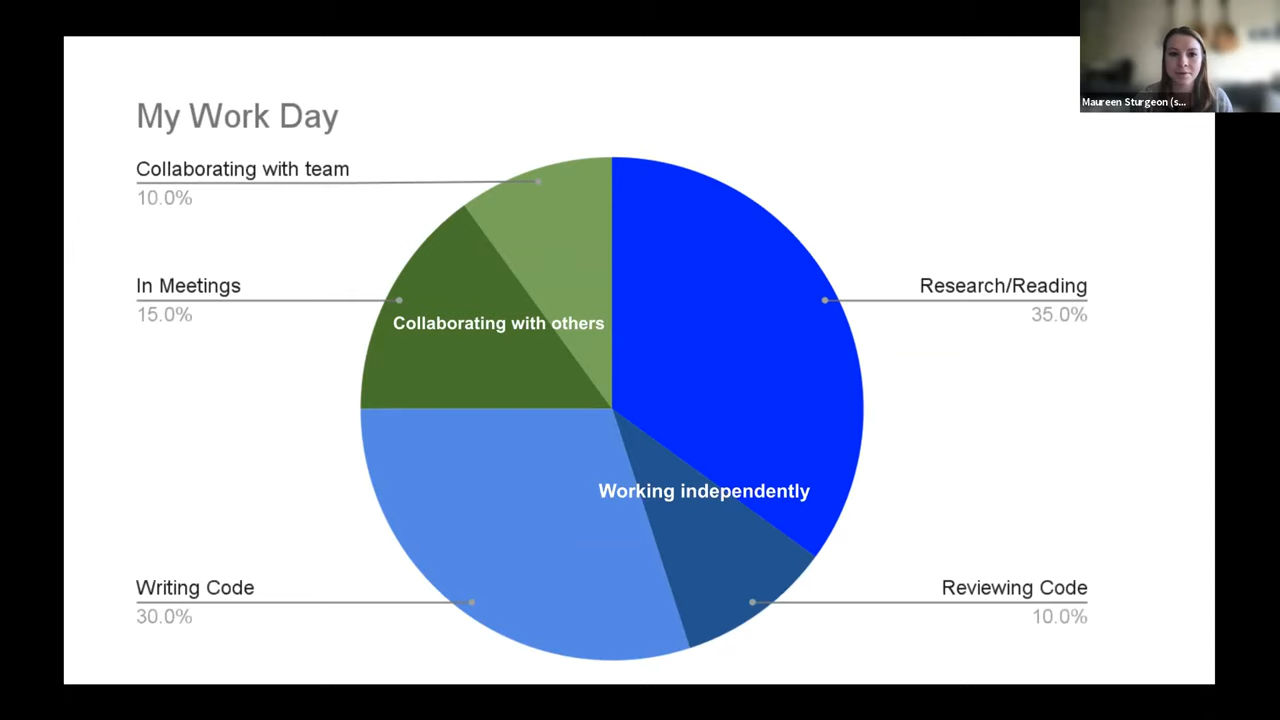 Maureen Sturgeon (s...
My Work Day
Collaborating with team
10.0%
In Meetings
15.0%
Research/Reading
35.0%
Collaborating with others
Working independently
Writing Code
30.0%
Reviewing Code
10.0%